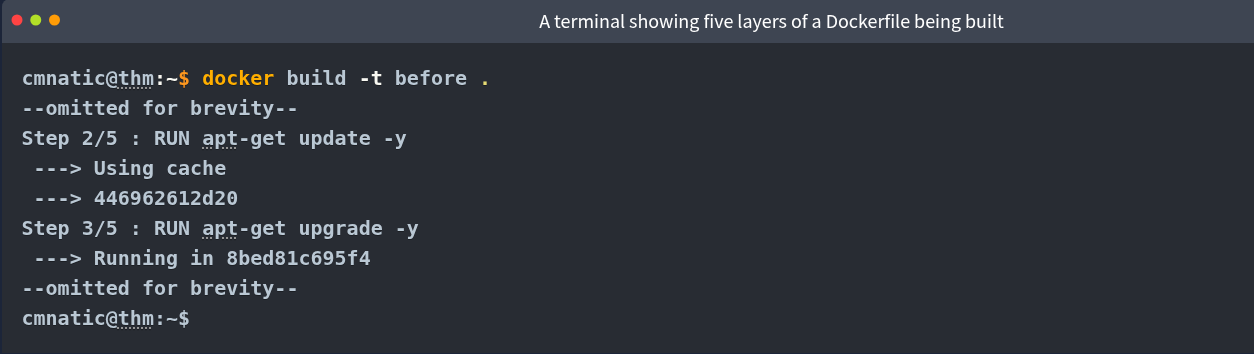 A terminal showing five layers of a Dockerfile being built
cmnatic@thm:~$ docker build -t before .
--omitted for brevity--
Step 2/5 : RUN apt-get update -y
 ---> Using cache
 ---> 446962612d20
Step 3/5 : RUN apt-get upgrade -y
 ---> Running in 8bed81c695f4
--omitted for brevity--
cmnatic@thm:~$